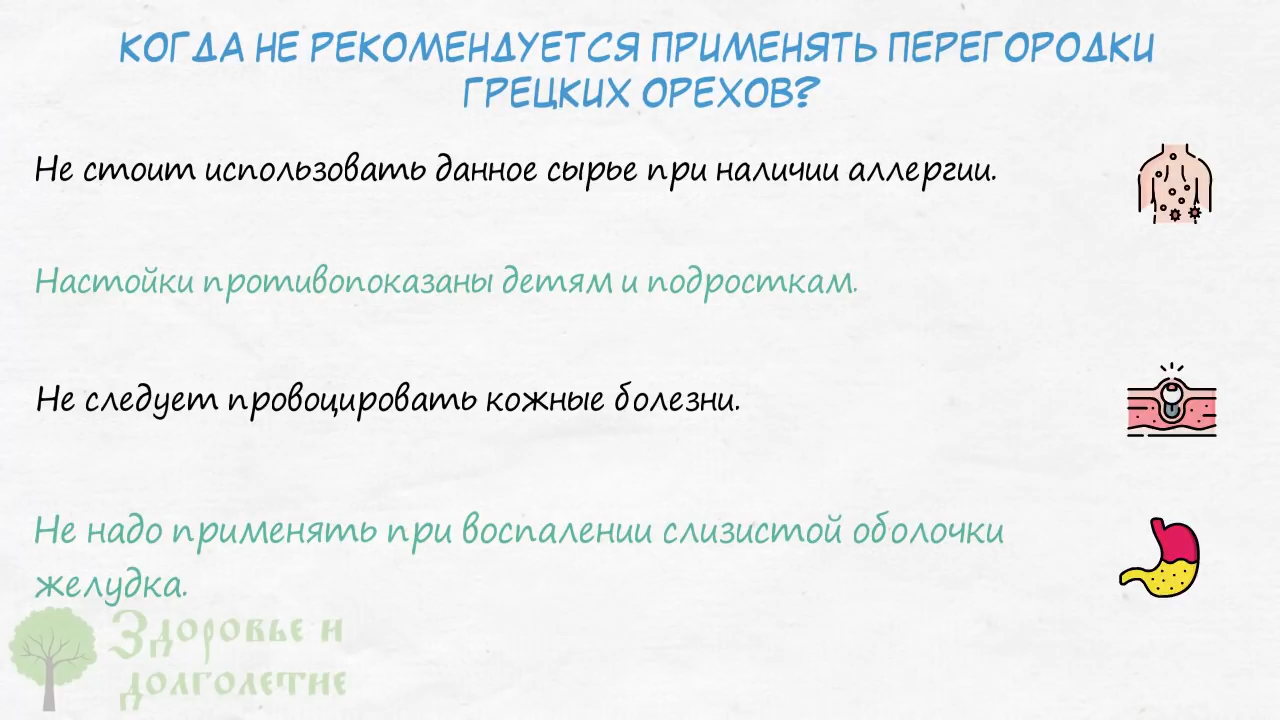 КОГДА НЕ РЕКОМЕНДУЕТСЯ ПРИМЕНЯТЬ ПЕРЕГОРОДКИ
ГРЕЦКИХ ОРЕХОВ?
Не стоит использовать данное сырье при наличии аллергии.
Настойки противопоказаны детям и подросткам.
Не следует провоцировать кожные болезни.
Не надо применять при воспалении слизистой оболочки
желудка.
Здоровье и
долголетие